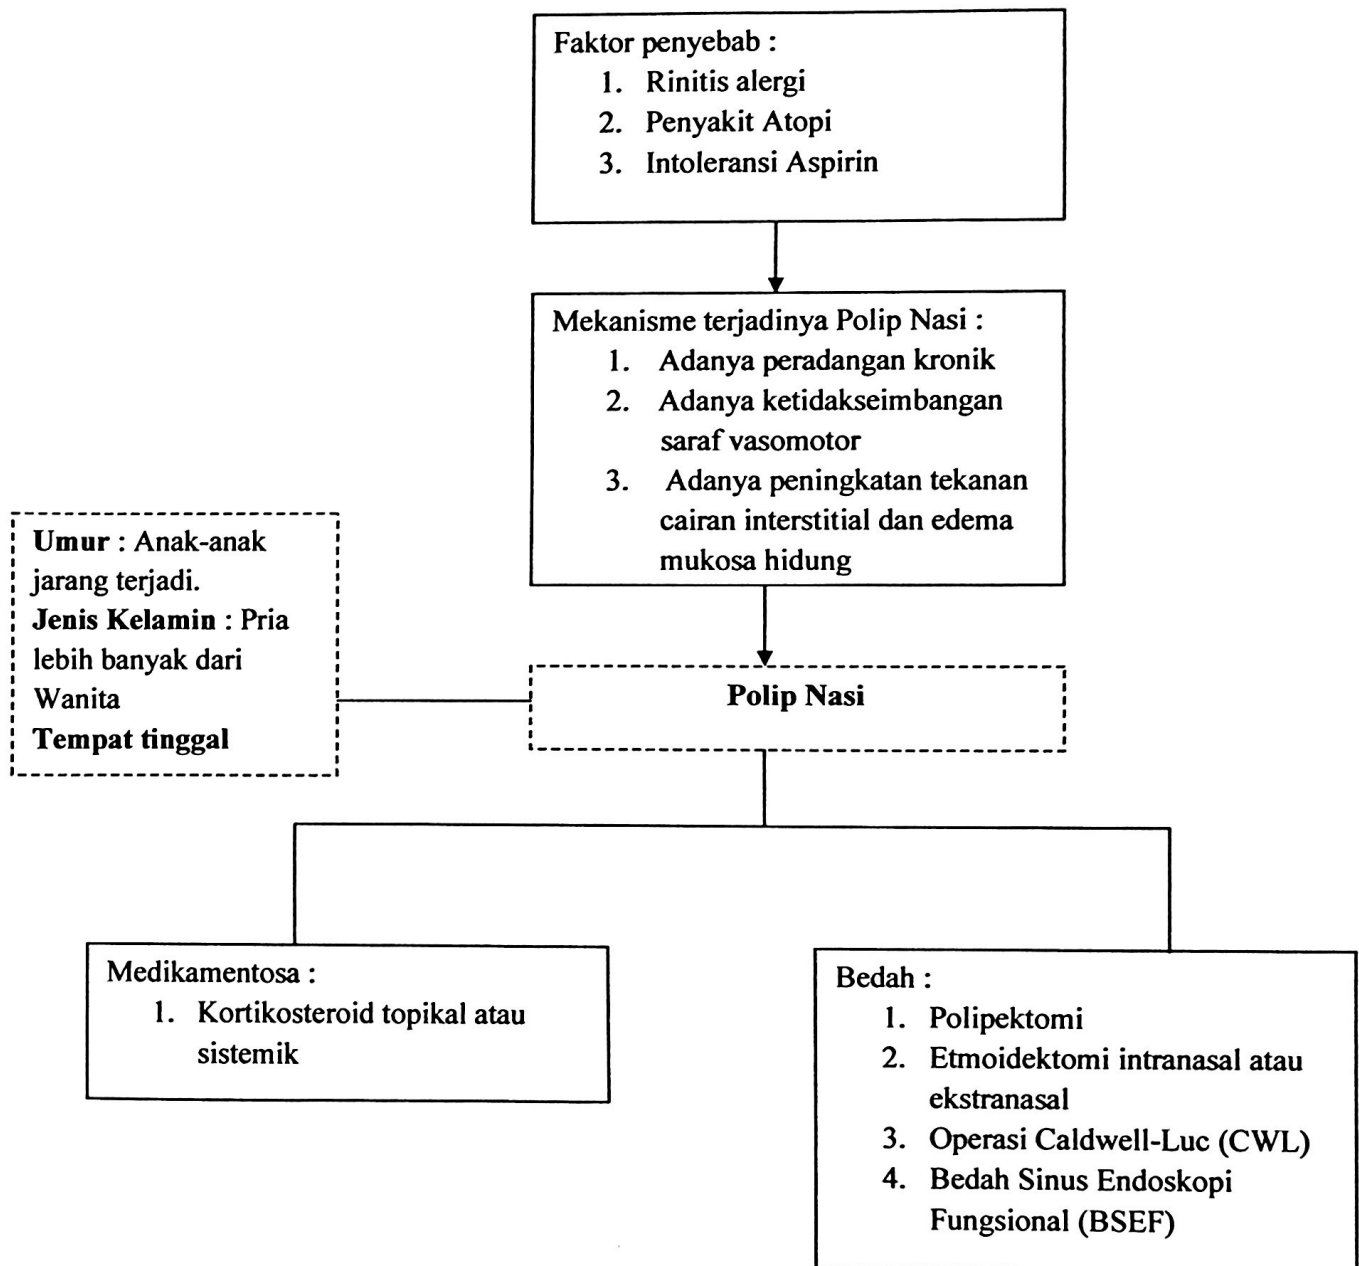 Faktor penyebab :
1. Rinitis alergi
2. Penyakit Atopi
3. Intoleransi Aspirin
Mekanisme terjadinya Polip Nasi :
1. Adanya peradangan kronik
2. Adanya ketidakseimbangan
saraf vasomotor
3. Adanya peningkatan tekanan
cairan interstitial dan edema
mukosa hidung
Umur : Anak-anak
jarang terjadi.
Jenis Kelamin : Pria
lebih banyak dari
Wanita
Tempat tinggal
Polip Nasi
Medikamentosa :
1. Kortikosteroid topikal atau
sistemik
Bedah :
1. Polipektomi
2. Etmoidektomi intranasal atau
ekstranasal
3. Operasi Caldwell-Luc (CWL)
4. Bedah Sinus Endoskopi
Fungsional (BSEF)